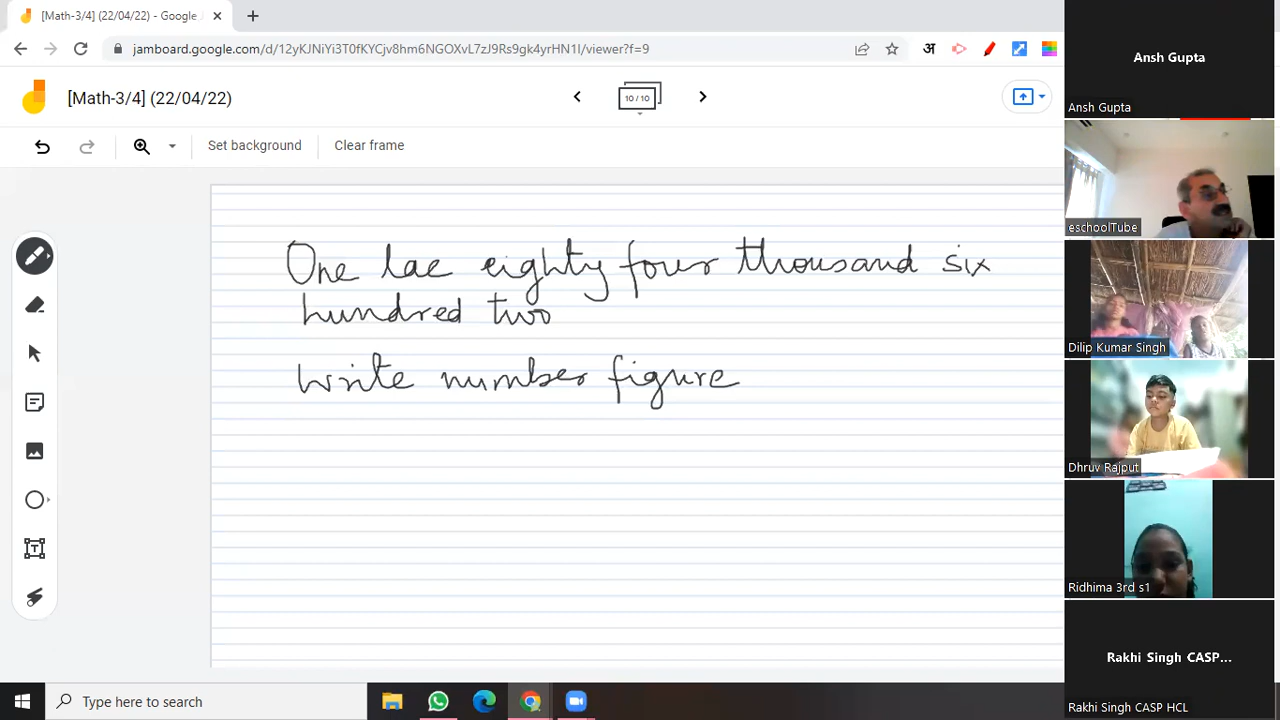 [Math-3/4] (22/04/22) - Google
jamboard.google.com/d/12yKJNiYi3T0fKYCjv8hm6NGOXvL7zJ9Rs9gk4yrHN1I/viewer?f=9
अ
[Math-3/4] (22/04/22)
10 / 10
Set background
Clear frame
One lac eighty four thousand six
hundred two
Write number figure
Ansh Gupta
Ansh Gupta
eschoolTube
Dilip Kumar Singh
Dhruv Rajput
Ridhima 3rd s1
Rakhi Singh CASP...
Rakhi Singh CASP HCL
Type here to search